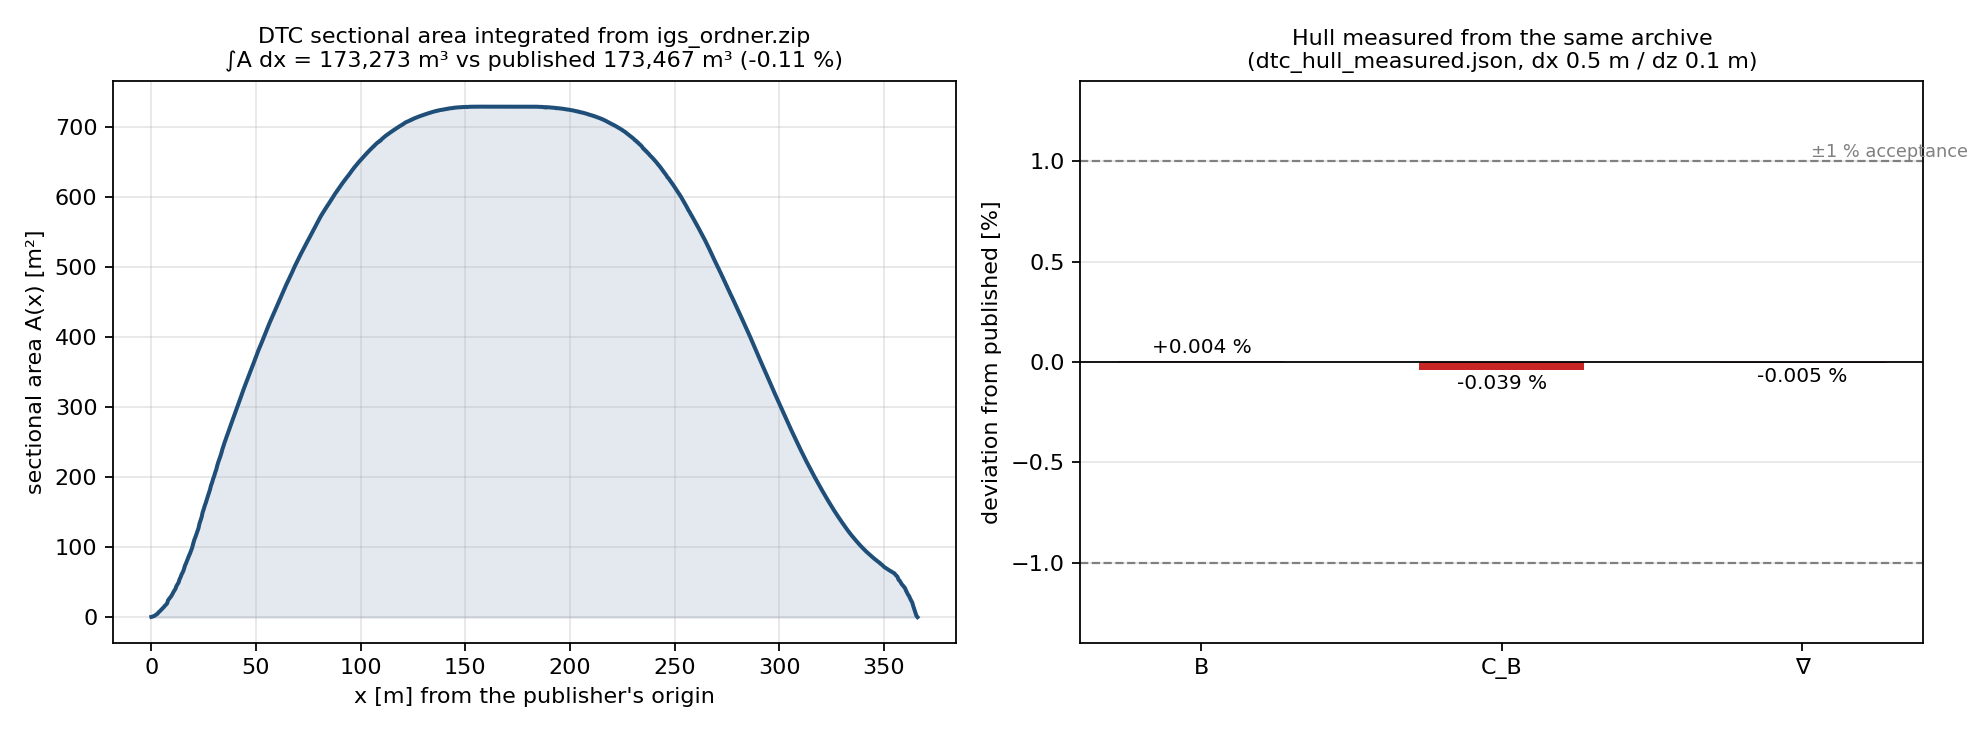 DTC sectional area integrated from igs_ordner.zip
∫A dx = 173,273 m³ vs published 173,467 m³ (-0.11 %)
sectional area A(x) [m²]
700
600
500
400
300
200
100
0
0 50 100 150 200 250 300 350
x [m] from the publisher's origin
Hull measured from the same archive
(dtc_hull_measured.json, dx 0.5 m / dz 0.1 m)
deviation from published [%]
1.0
0.5
0.0
−0.5
−1.0
±1 % acceptance
+0.004 %
-0.039 %
-0.005 %
B C_B ∇